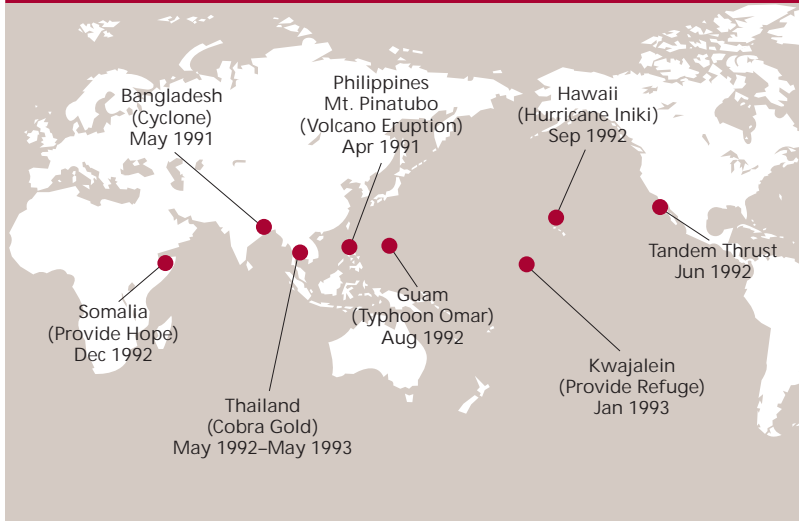 Bangladesh
(Cyclone)
May 1991
Philippines
Mt. Pinatubo
(Volcano Eruption)
Apr 1991
Hawaii
(Hurricane Iniki)
Sep 1992
Tandem Thrust
Jun 1992
Somalia
(Provide Hope)
Dec 1992
Guam
(Typhoon Omar)
Aug 1992
Kwajalein
(Provide Refuge)
Jan 1993
Thailand
(Cobra Gold)
May 1992–May 1993